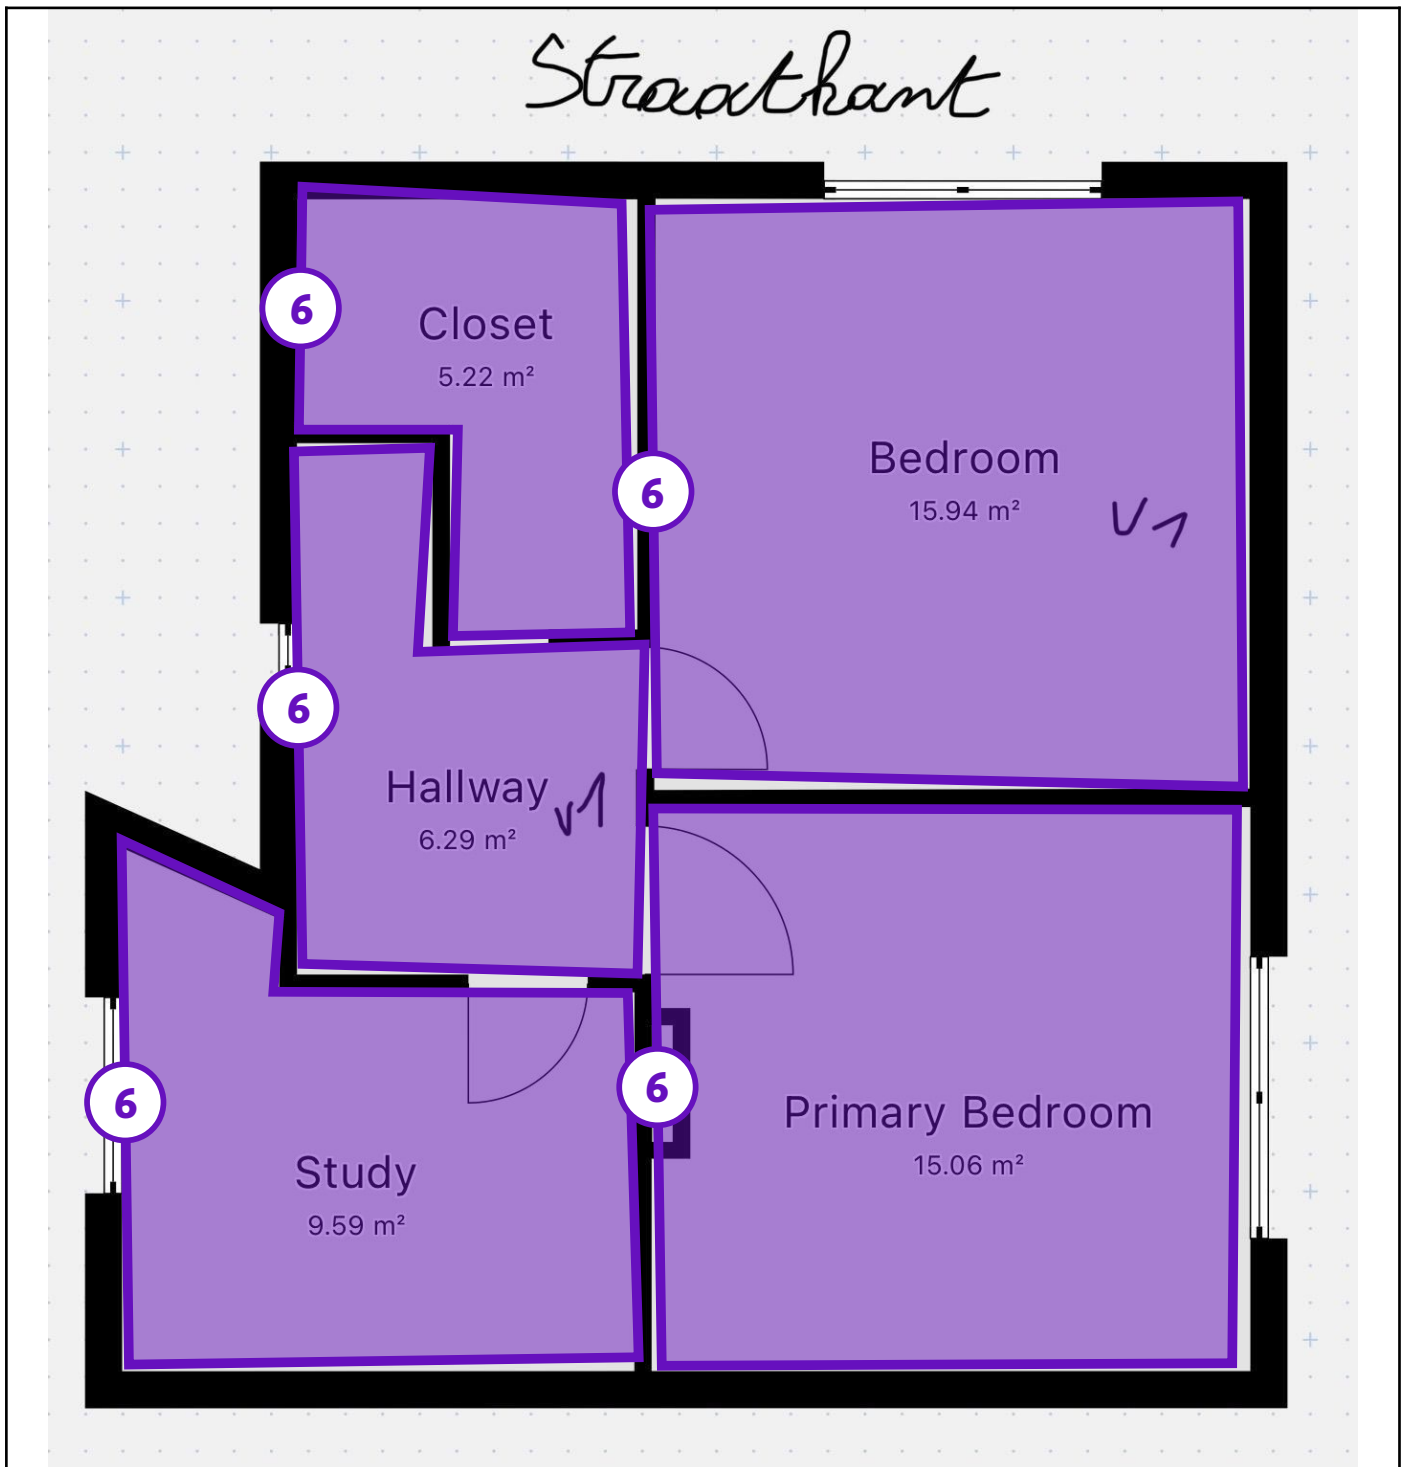 Straatkant
6
Closet
5.22 m²
6
Bedroom
15.94 m²
V1
6
Hallway
6.29 m²
v1
6
6
Primary Bedroom
15.06 m²
Study
9.59 m²